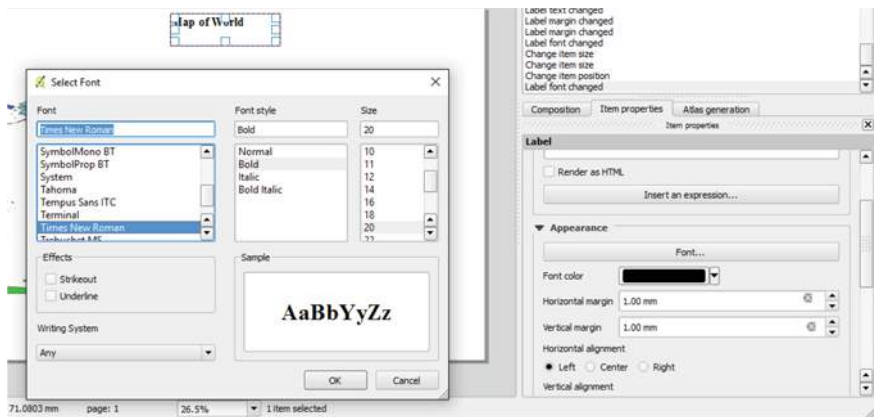 Map of World
Select Font
Font
Font style
Size
Times New Roman
Bold
20
SymbolMono BT
SymbolProp BT
System
Tahoma
Tempus Sans ITC
Terminal
Times New Roman
Trebuchet MS
Normal
Bold
Italic
Bold Italic
10
11
12
14
16
18
20
22
Effects
Strikeout
Underline
Sample
AaBbYyZz
Writing System
Any
OK
Cancel
71.0803 mm
page: 1
26.5%
1 item selected
Label text changed
Label margin changed
Label margin changed
Label font changed
Change item size
Change item size
Change item position
Label font changed
Composition
Item properties
Atlas generation
Item properties
Label
Render as HTML
Insert an expression...
Appearance
Font...
Font color
Horizontal margin
1.00 mm
Vertical margin
1.00 mm
Horizontal alignment
Left
Center
Right
Vertical alignment